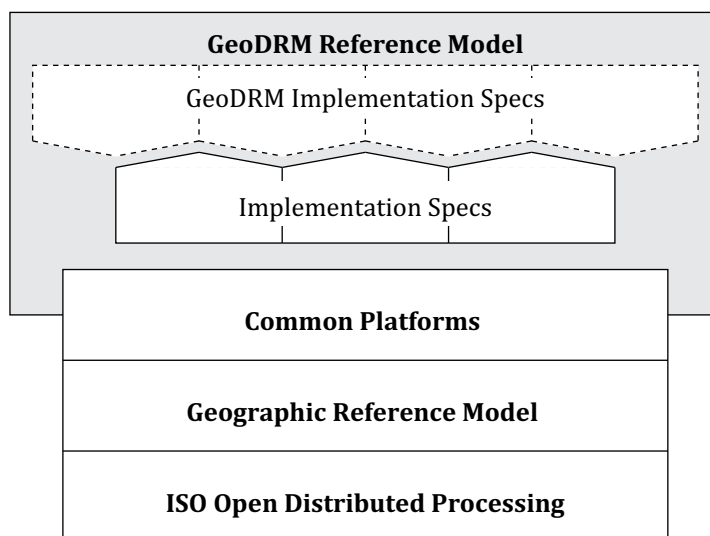 GeoDRM Reference Model
GeoDRM Implementation Specs
Implementation Specs
Common Platforms
Geographic Reference Model
ISO Open Distributed Processing